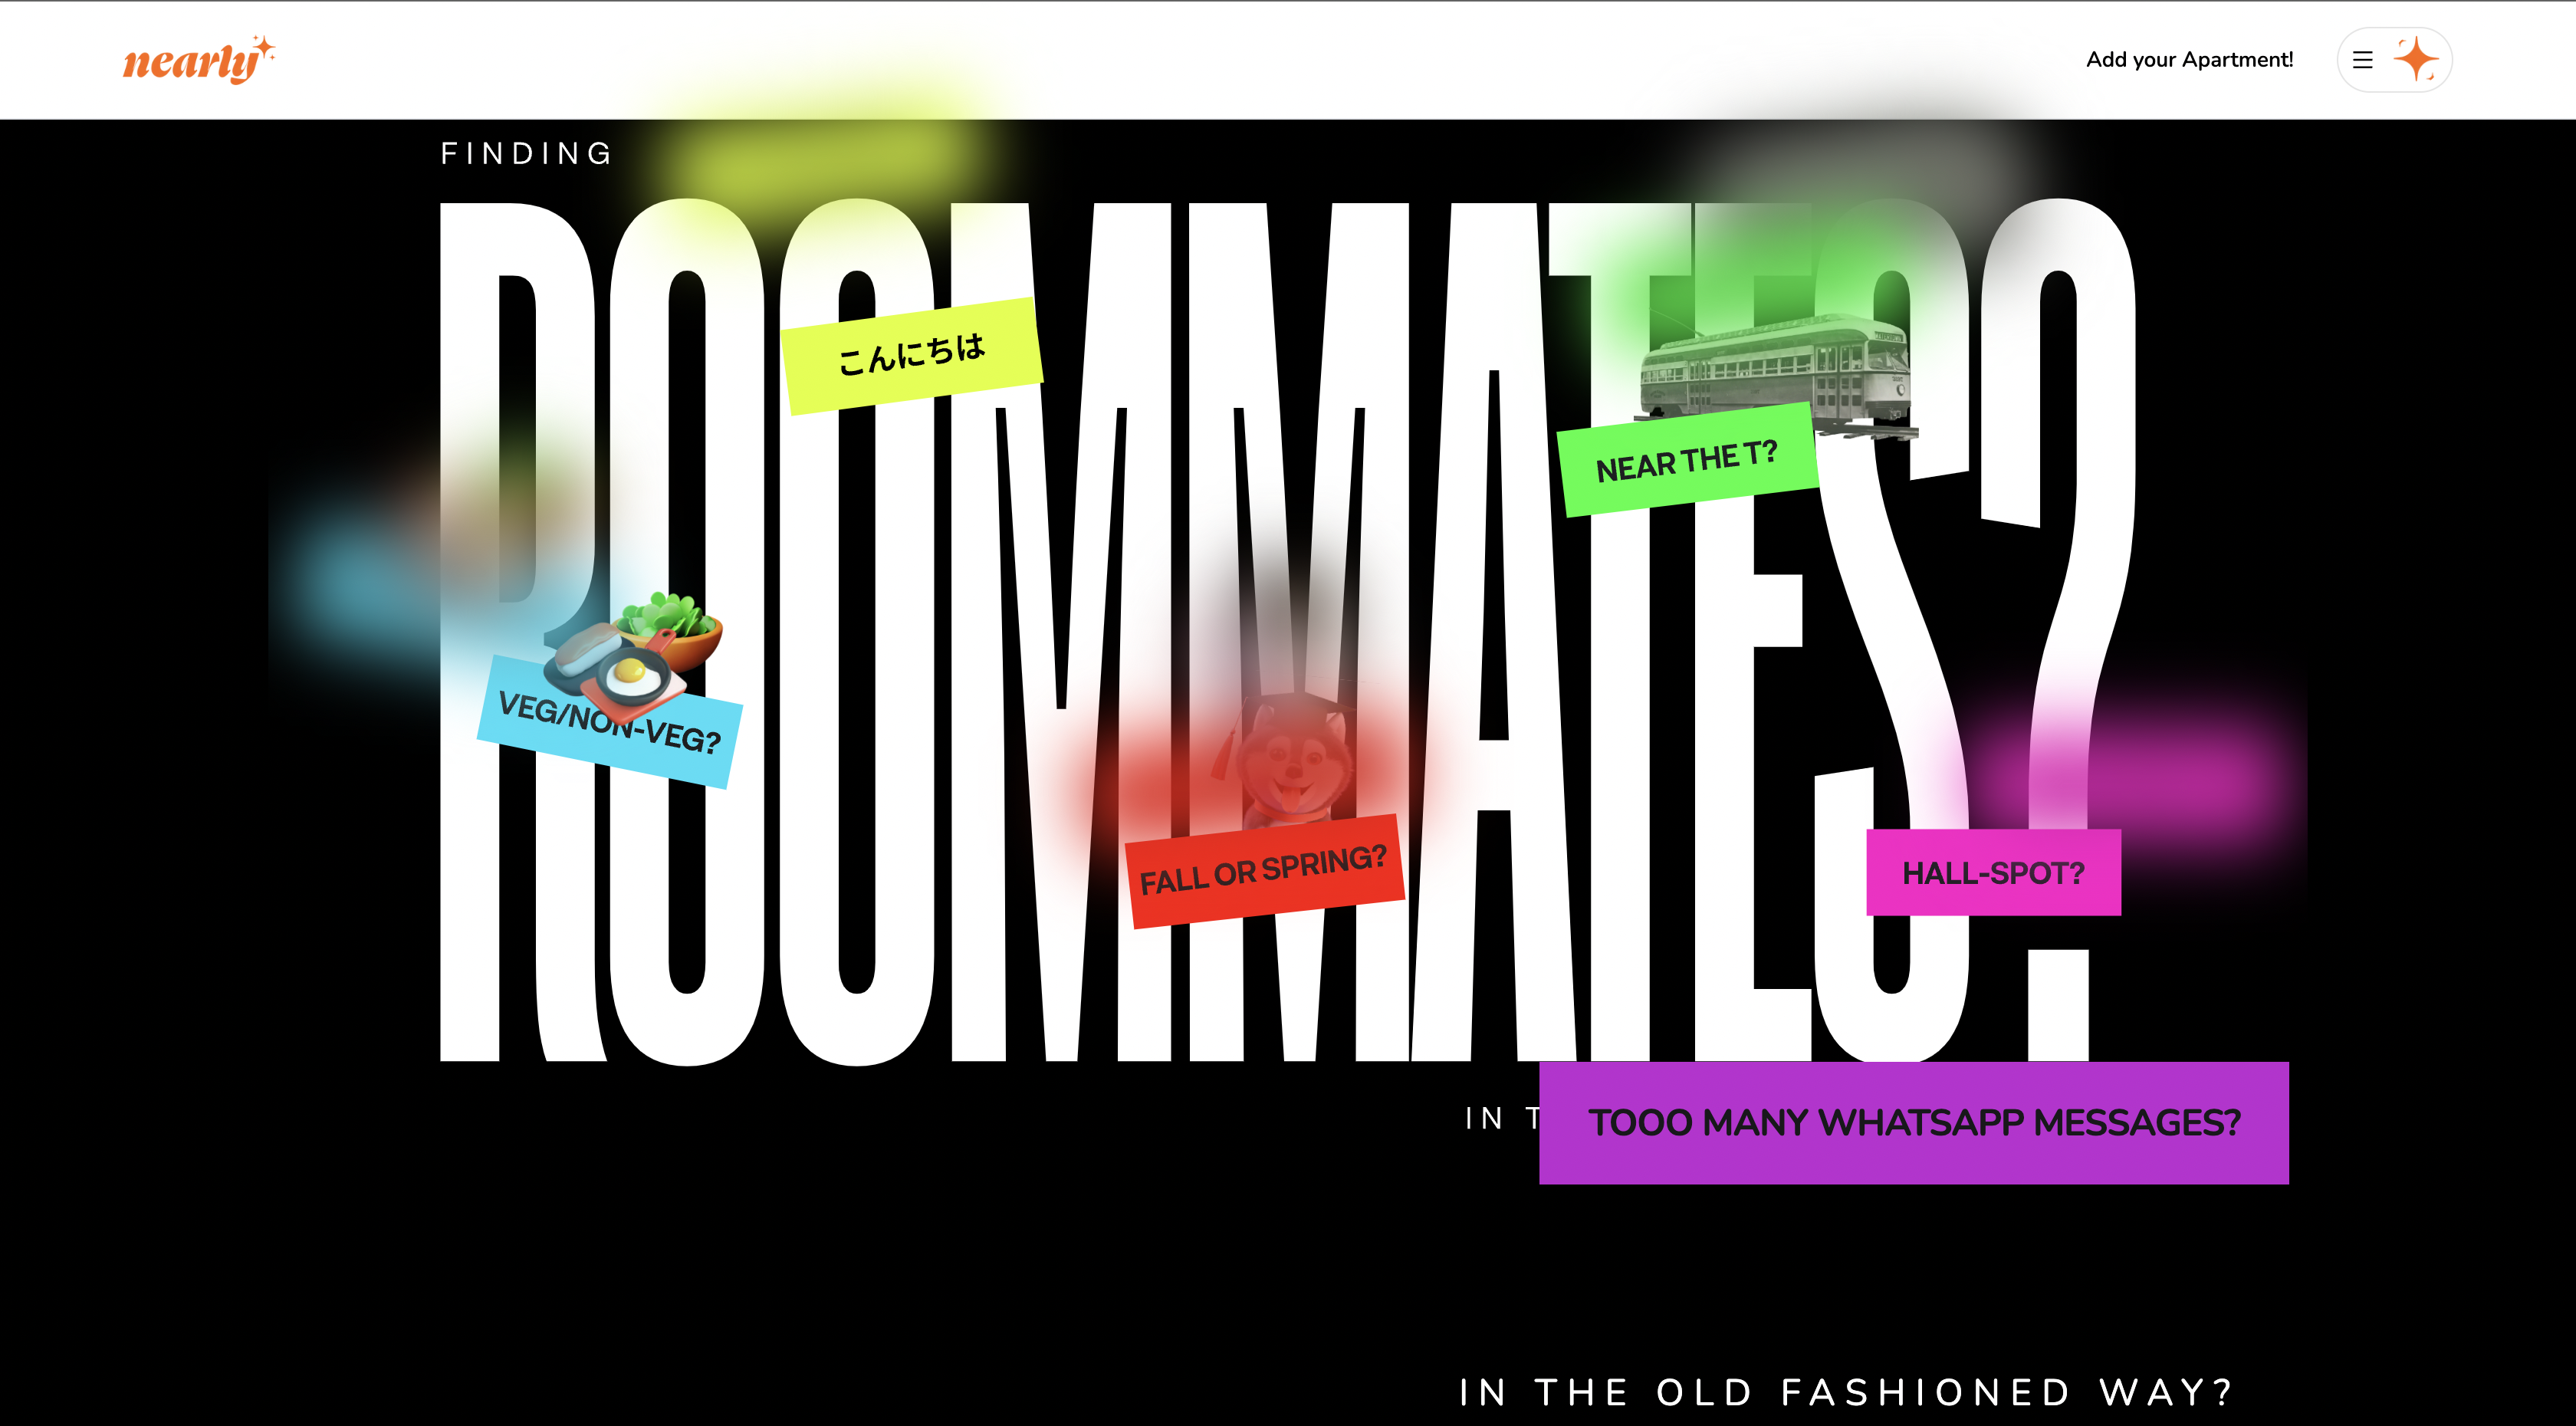 nearly
Add your Apartment!
FINDING
ROOMMATES?
こんにちは
NEAR THE T?
VEG/NON-VEG?
FALL OR SPRING?
HALL-SPOT?
IN T
TOOO MANY WHATSAPP MESSAGES?
IN THE OLD FASHIONED WAY?